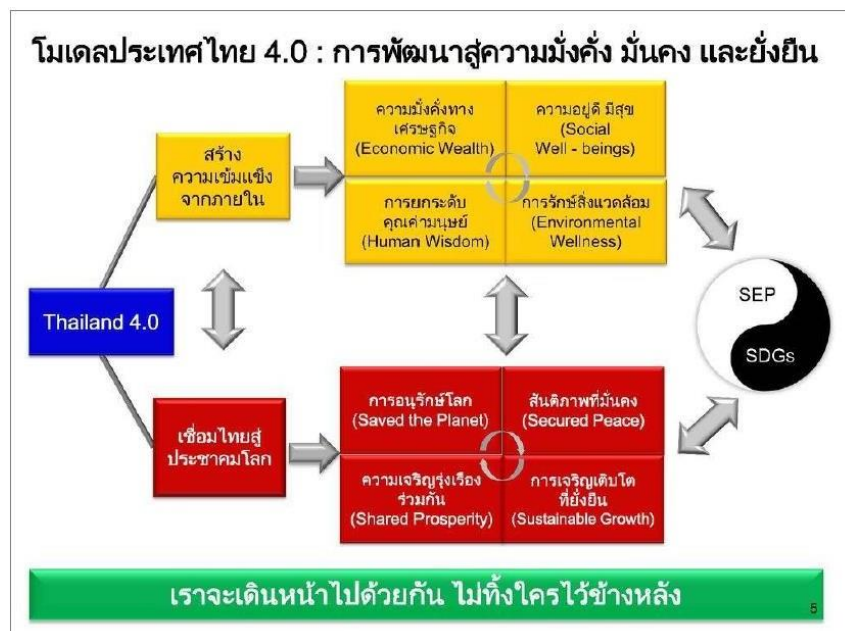 โมเดลประเทศไทย 4.0 : การพัฒนาสู่ความมั่งคั่ง มั่นคง และยั่งยืน
ความมั่งคั่งทาง
เศรษฐกิจ
(Economic Wealth)
ความอยู่ดี มีสุข
(Social
Well - beings)
สร้าง
ความเข้มแข็ง
จากภายใน
การยกระดับ
คุณค่ามนุษย์
(Human Wisdom)
การรักษ์สิ่งแวดล้อม
(Environmental
Wellness)
Thailand 4.0
SEP
SDGs
เชื่อมไทยสู่
ประชาคมโลก
การอนุรักษ์โลก
(Saved the Planet)
สันติภาพที่มั่นคง
(Secured Peace)
ความเจริญรุ่งเรือง
ร่วมกัน
(Shared Prosperity)
การเจริญเติบโต
ที่ยั่งยืน
(Sustainable Growth)
เราจะเดินหน้าไปด้วยกัน ไม่ทิ้งใครไว้ข้างหลัง
5